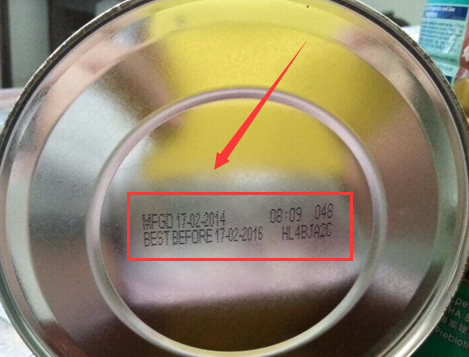 MFGD 17-02-2014 08:09 048
BEST BEFORE 17-02-2016 HL4BJA2C